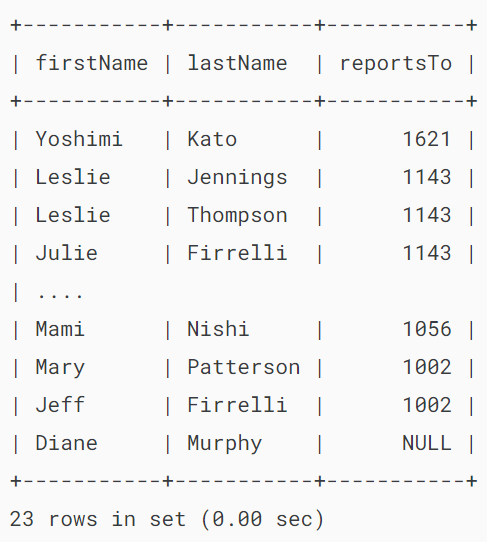 +-----------+-----------+-----------+
| firstName | lastName  | reportsTo |
+-----------+-----------+-----------+
| Yoshimi   | Kato      |      1621 |
| Leslie    | Jennings  |      1143 |
| Leslie    | Thompson  |      1143 |
| Julie     | Firrelli  |      1143 |
| ....
| Mami      | Nishi     |      1056 |
| Mary      | Patterson |      1002 |
| Jeff      | Firrelli  |      1002 |
| Diane     | Murphy    |      NULL |
+-----------+-----------+-----------+
23 rows in set (0.00 sec)